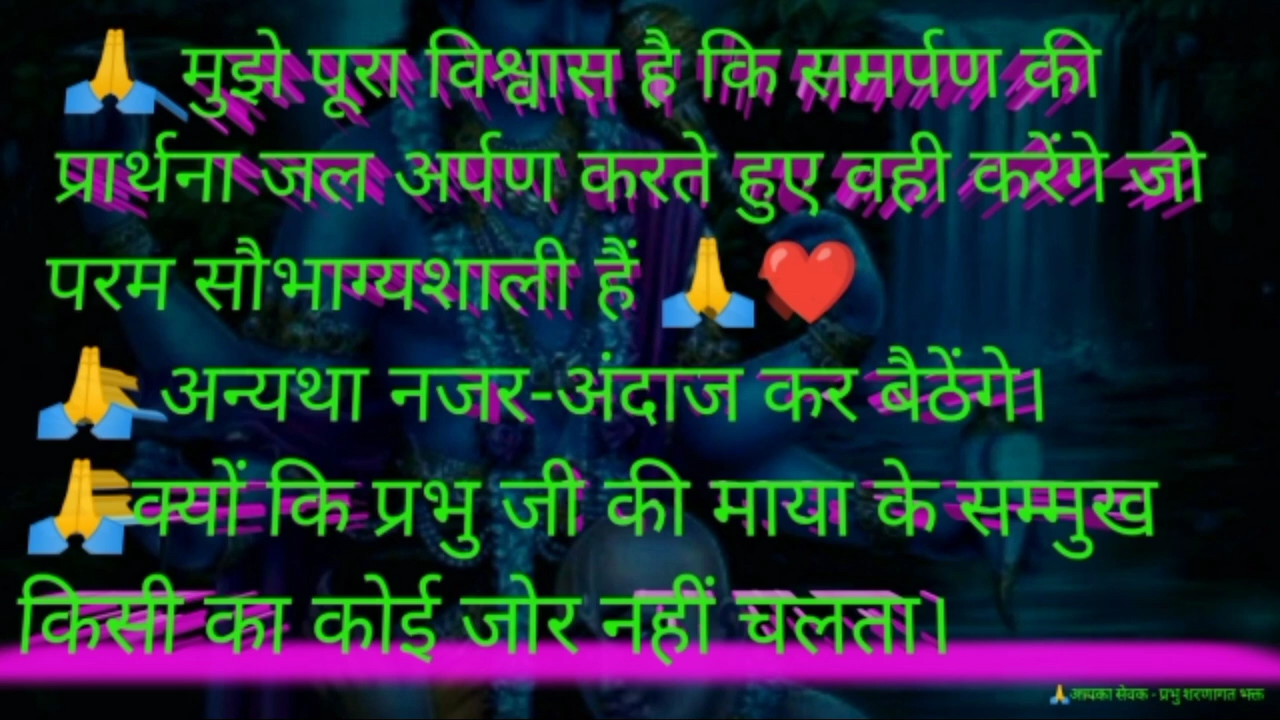 🙏 मुझे पूरा विश्वास है कि समर्पण की
प्रार्थना जल अर्पण करते हुए वही करेंगे जो
परम सौभाग्यशाली हैं 🙏❤️
🙏 अन्यथा नजर-अंदाज कर बैठेंगे।
🙏क्यों कि प्रभु जी की माया के सम्मुख
किसी का कोई जोर नहीं चलता।
🙏आपका सेवक - प्रभु शरणागत भक्त